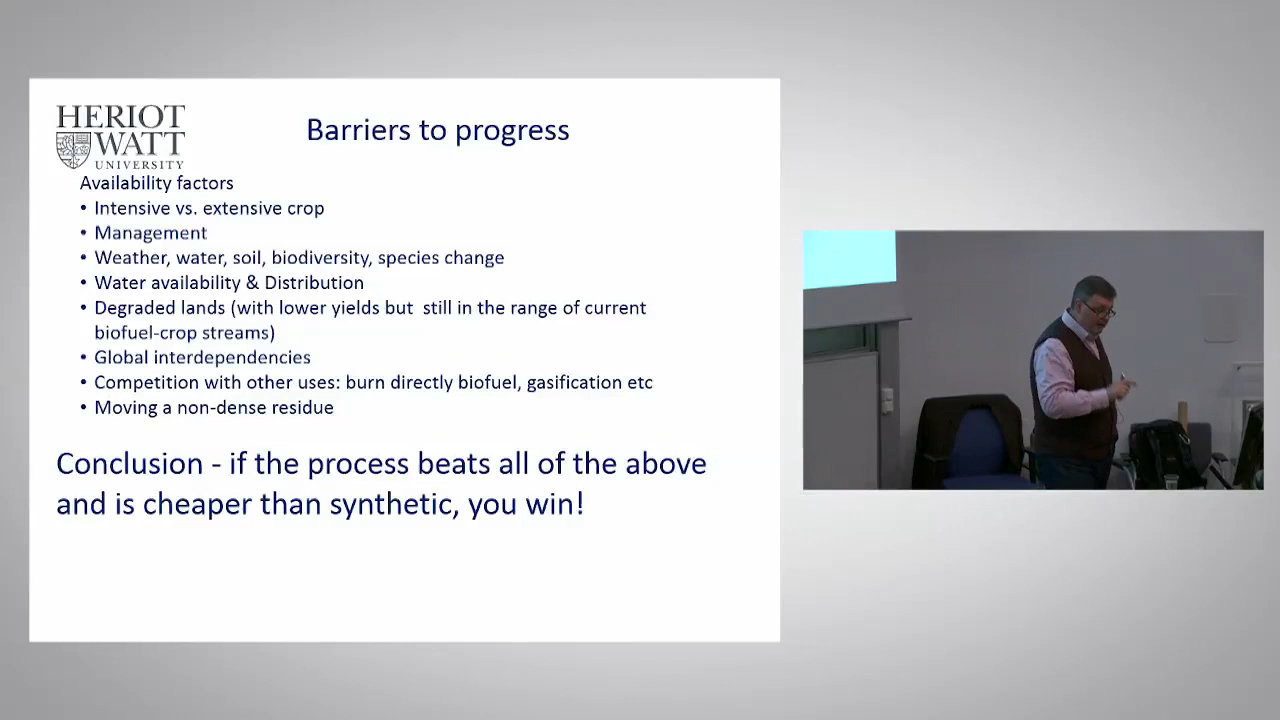 HERIOT
WATT
UNIVERSITY
Barriers to progress
Availability factors
• Intensive vs. extensive crop
• Management
• Weather, water, soil, biodiversity, species change
• Water availability & Distribution
• Degraded lands (with lower yields but still in the range of current
biofuel-crop streams)
• Global interdependencies
• Competition with other uses: burn directly biofuel, gasification etc
• Moving a non-dense residue
Conclusion - if the process beats all of the above
and is cheaper than synthetic, you win!